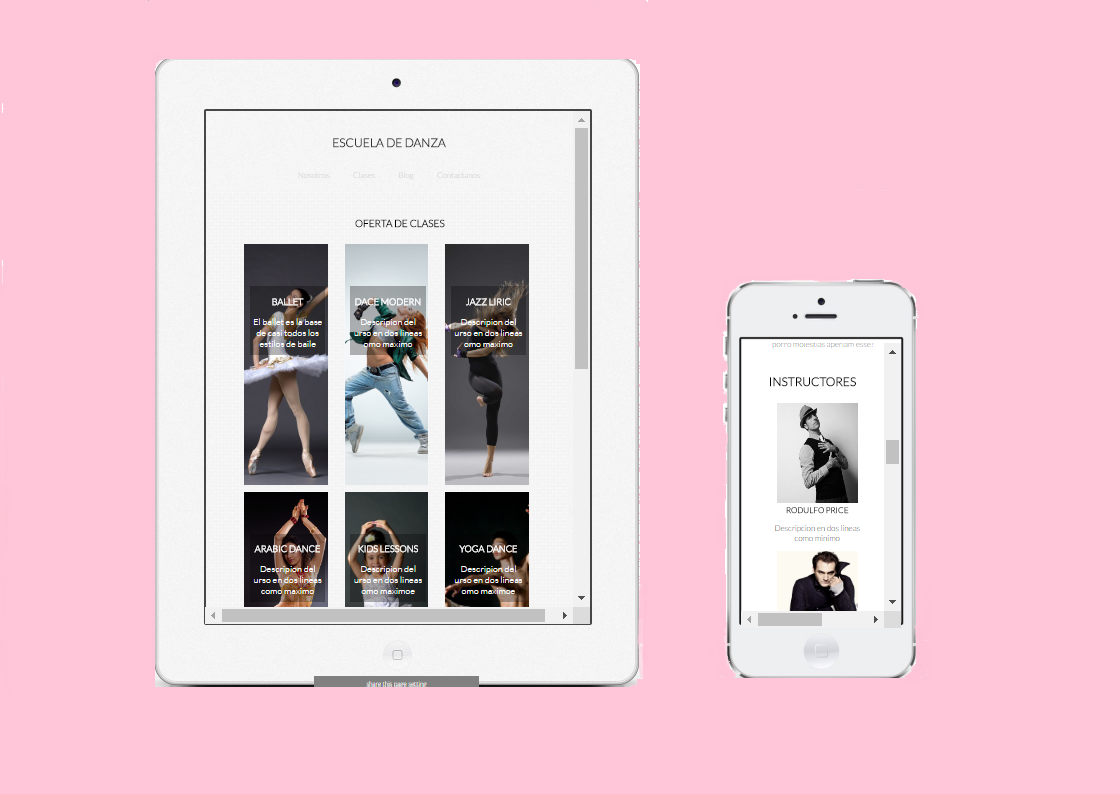 ESCUELA DE DANZA
Nosotros Clases Blog Contactanos
OFERTA DE CLASES
BALLET
El ballet es la base
de casi todos los
estilos de baile
DACE MODERN
Descripion del
urso en dos lineas
omo maximo
JAZZ LIRIC
Descripion del
urso en dos lineas
omo maximo
ARABIC DANCE
Descripion del
urso en dos lineas
como maximo
KIDS LESSONS
Descripion del
urso en dos lineas
omo maximoe
YOGA DANCE
Descripion del
urso en dos lineas
omo maximo
share this page setting
porro molestias aperiam esse?
INSTRUCTORES
RODULFO PRICE
Descripcion en dos lineas
como minimo